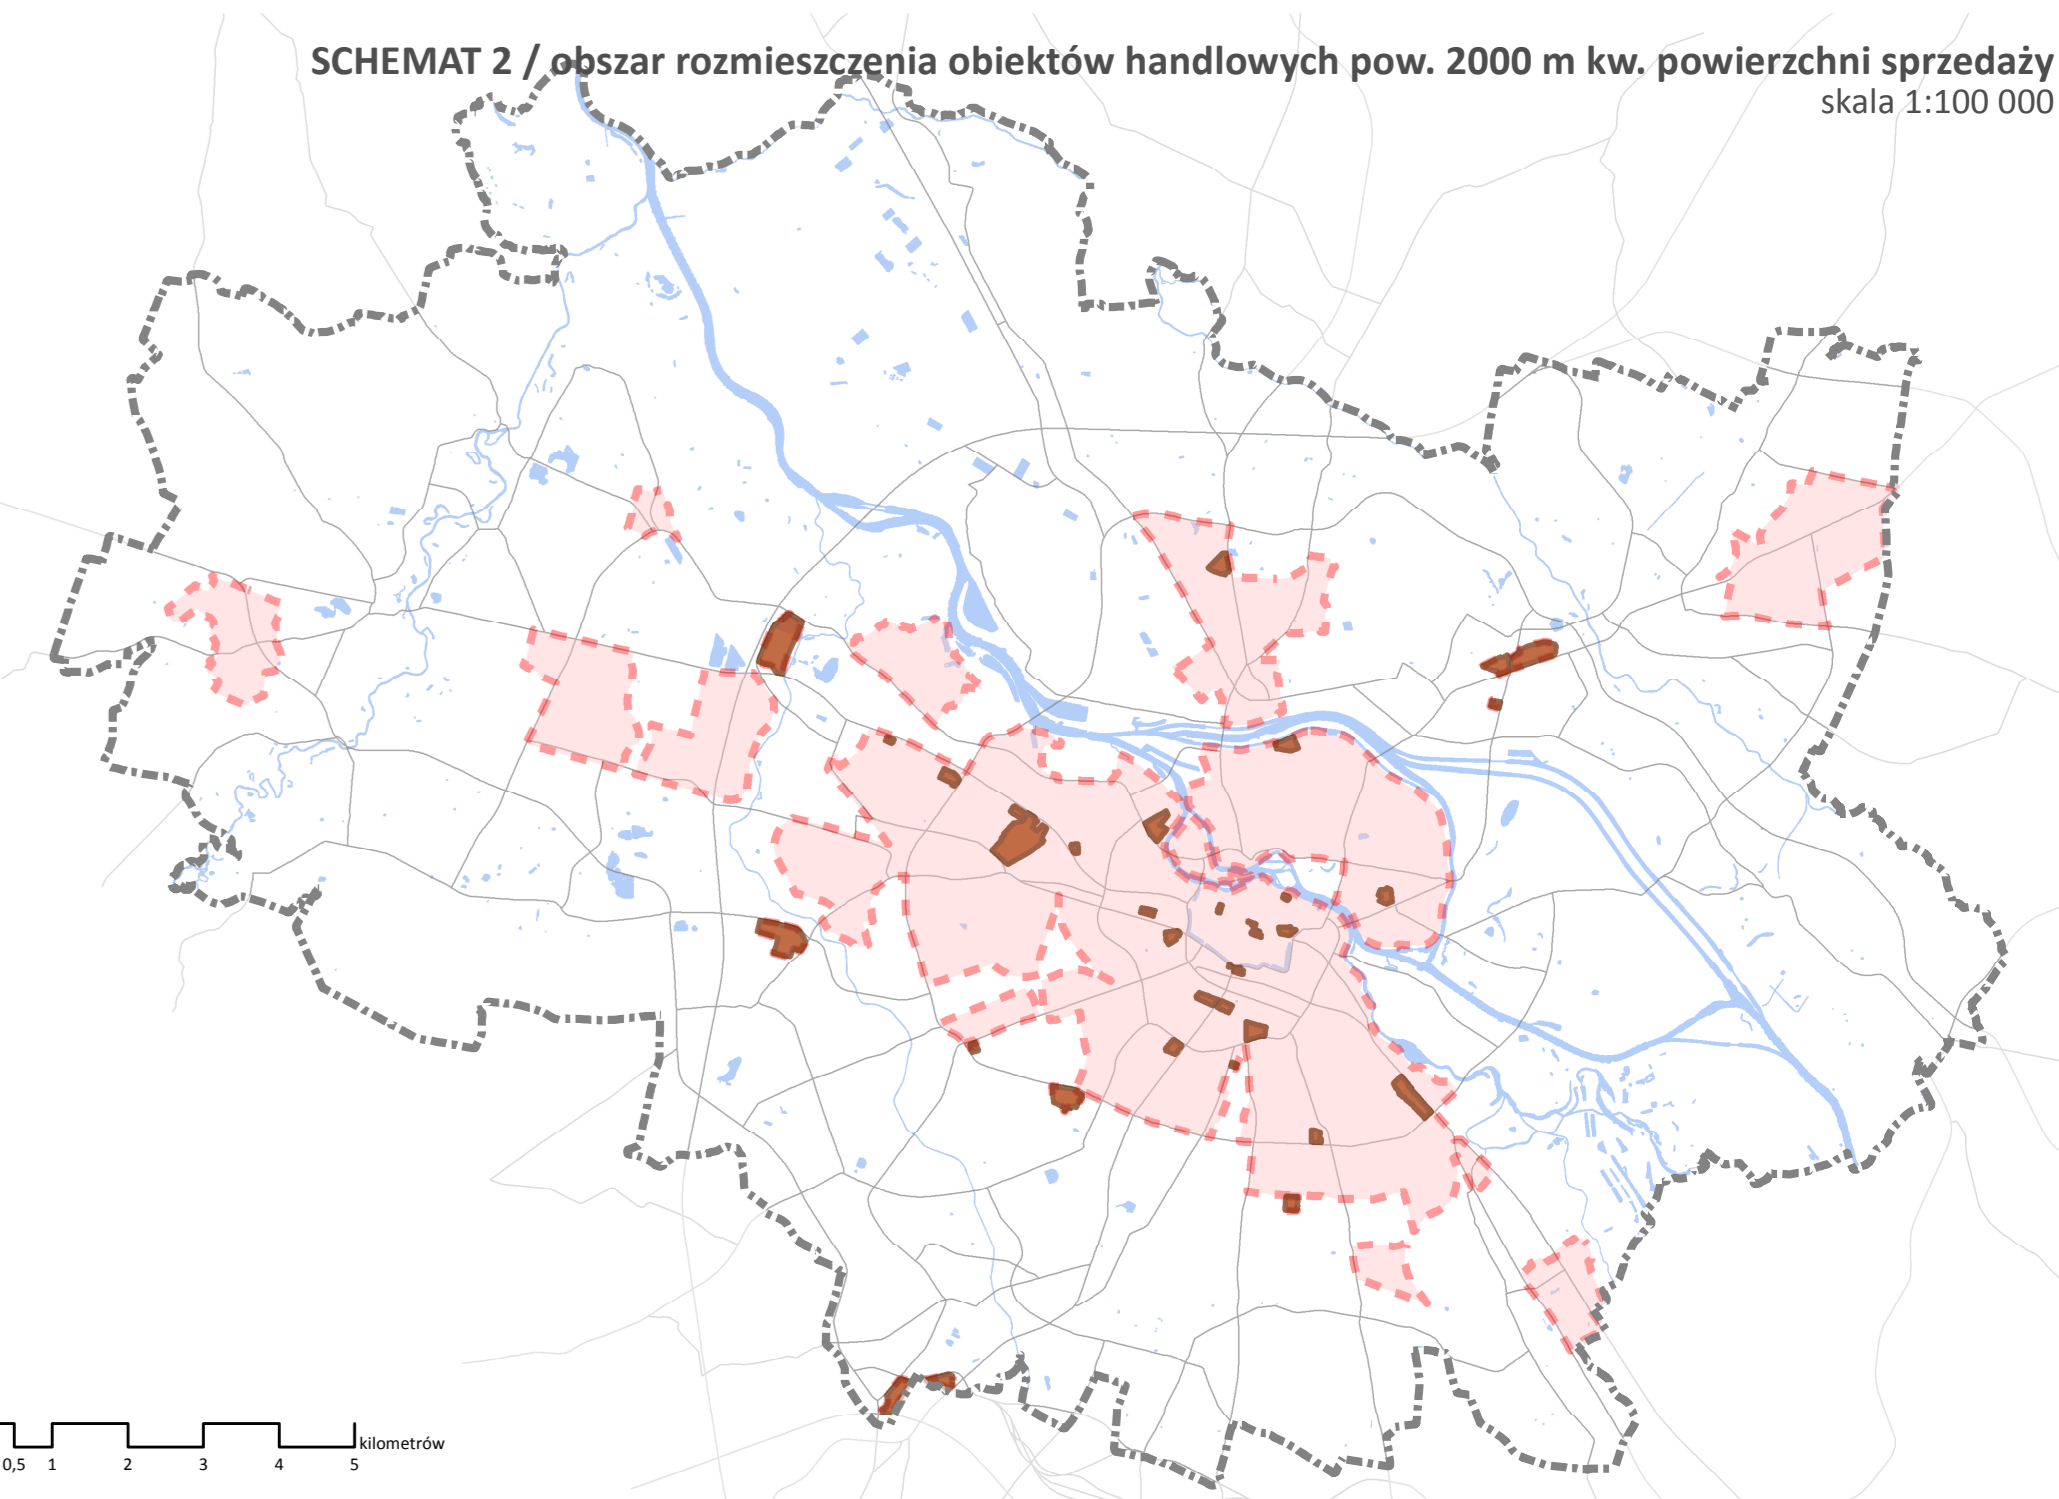 SCHEMAT 2 / obszar rozmieszczenia obiektów handlowych pow. 2000 m kw. powierzchni sprzedaży
skala 1:100 000
kilometrów
0,5 1 2 3 4 5